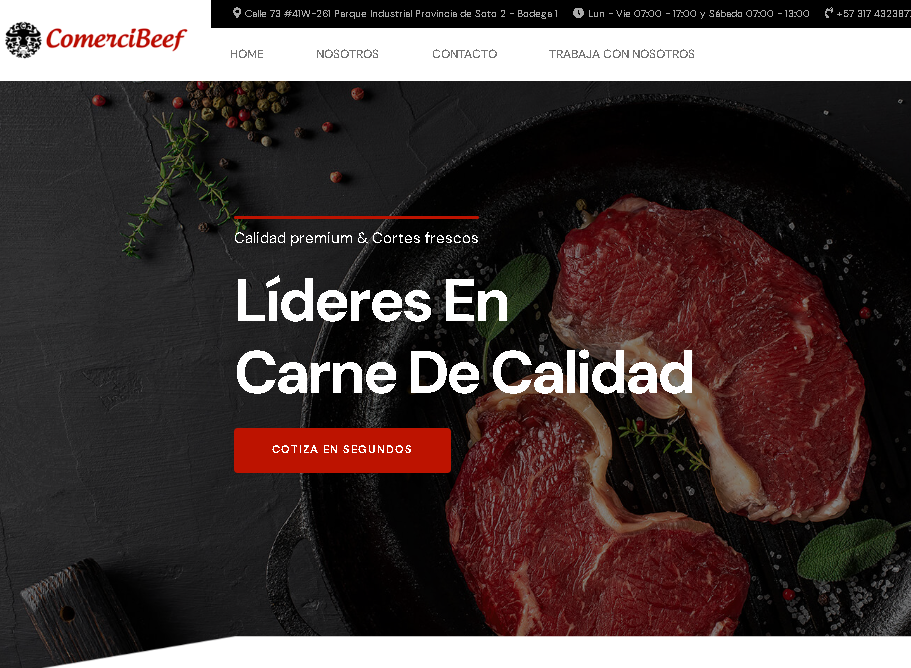 ComerciBeef
Calle 73 #41W-261 Parque Industrial Provincia de Soto 2 - Bodega 1
Lun - Vie 07:00 - 17:00 y Sábado 07:00 - 13:00
+57 317 432387
HOME
NOSOTROS
CONTACTO
TRABAJA CON NOSOTROS
Calidad premium & Cortes frescos
Líderes En
Carne De Calidad
COTIZA EN SEGUNDOS